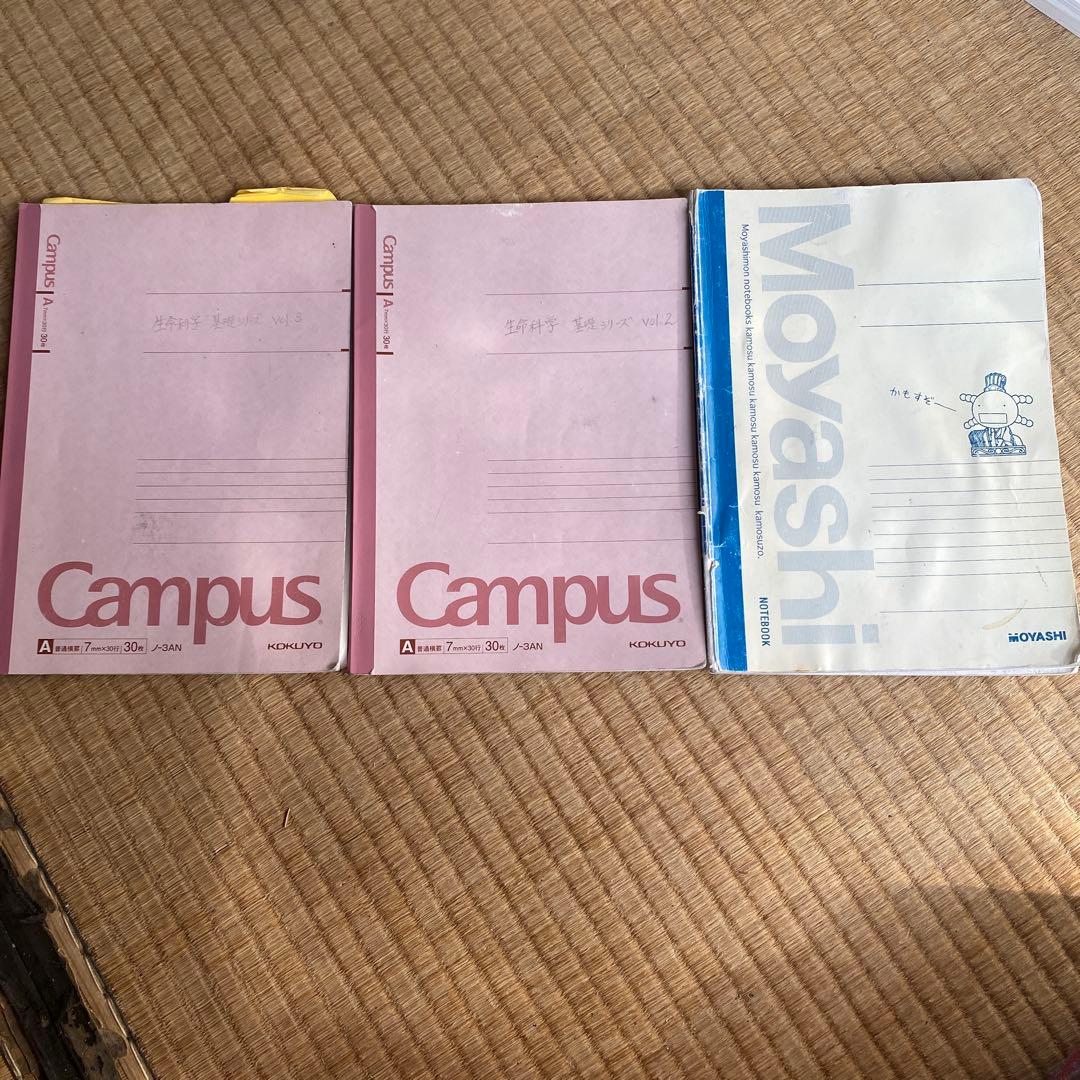 Campus A 7mm×30行 30枚
生命科学 基礎シリーズ vol.3
Campus
A 普通横罫 7mm×30行 30枚 ノ-3AN KOKUYO
Campus A 7mm×30行 30枚
生命科学 基礎シリーズ vol.2
Campus
A 普通横罫 7mm×30行 30枚 ノ-3AN KOKUYO
Moyashi
Moyashimon notebooks kamosu kamosu kamosu kamosu kamosu kamosuzo.
NOTEBOOK
かもすぞー
MOYASHI